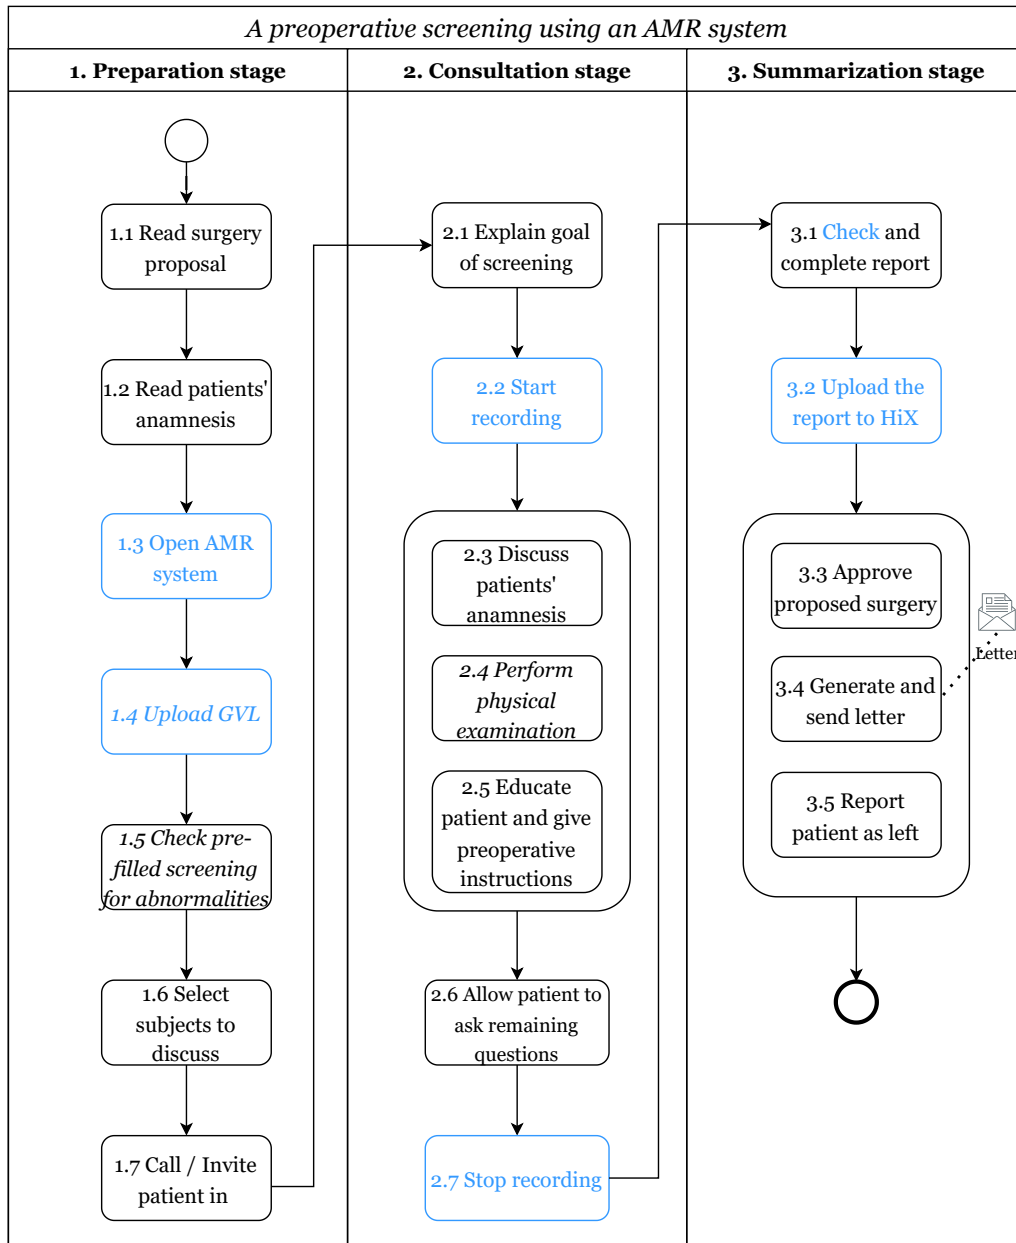 A preoperative screening using an AMR system
1. Preparation stage
2. Consultation stage
3. Summarization stage
1.1 Read surgery
proposal
1.2 Read patients'
anamnesis
1.3 Open AMR
system
1.4 Upload GVL
1.5 Check pre-
filled screening
for abnormalities
1.6 Select
subjects to
discuss
1.7 Call / Invite
patient in
2.1 Explain goal
of screening
2.2 Start
recording
2.3 Discuss
patients'
anamnesis
2.4 Perform
physical
examination
2.5 Educate
patient and give
preoperative
instructions
2.6 Allow patient to
ask remaining
questions
2.7 Stop recording
3.1 Check and
complete report
3.2 Upload the
report to HiX
3.3 Approve
proposed surgery
3.4 Generate and
send letter
Letter
3.5 Report
patient as left